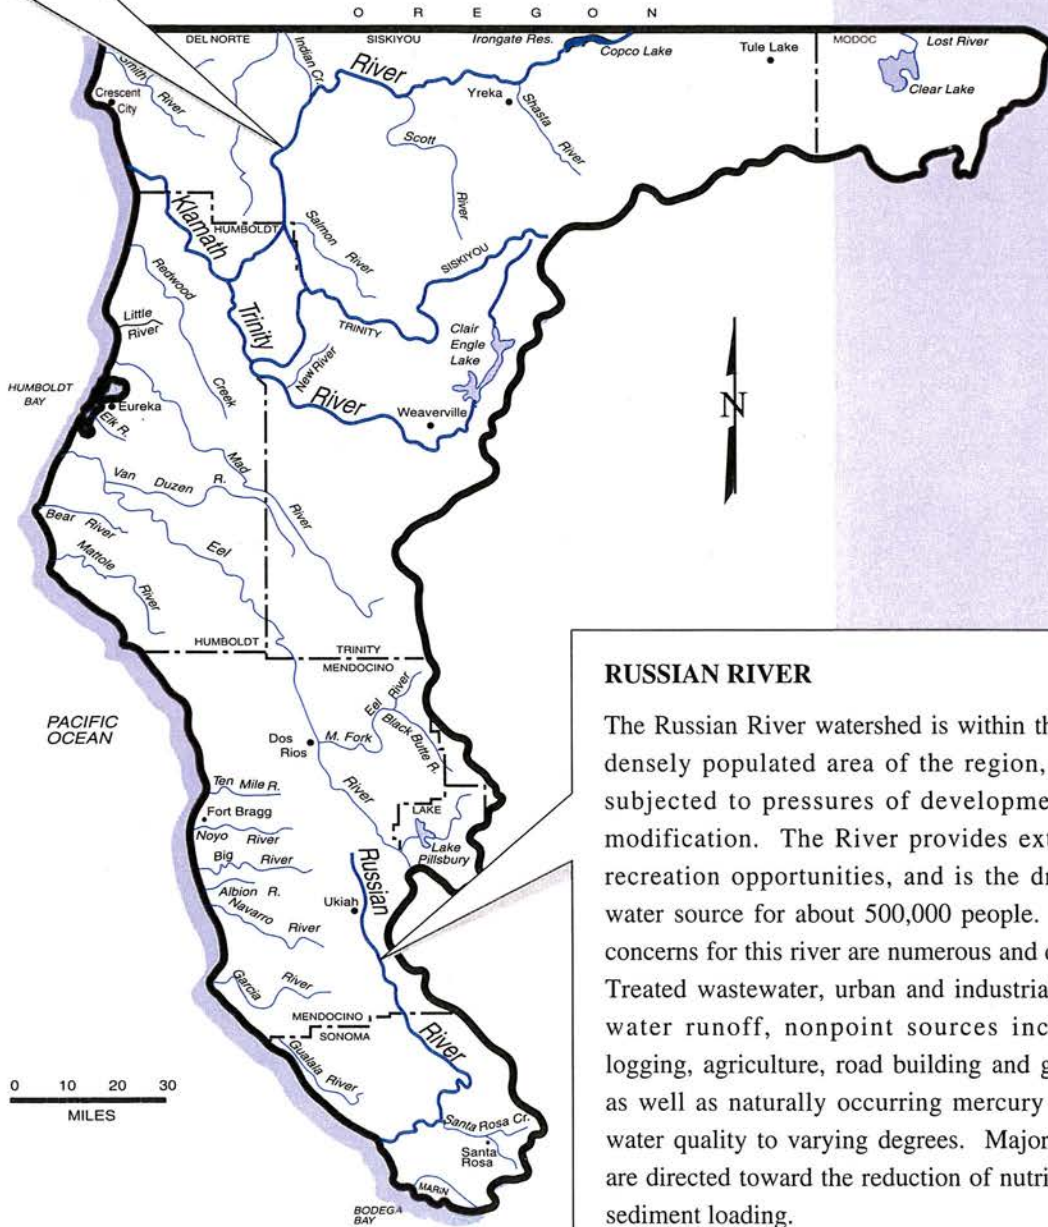 O R E G O N
DEL NORTE
SISKIYOU
Irongate Res.
Copco Lake
Tule Lake
MODOC
Lost River
Clear Lake
Indian Cr.
River
Smith
River
Crescent
City
Yreka
Shasta
River
Scott
River
Klamath
HUMBOLDT
Salmon
River
SISKIYOU
Redwood
Creek
Little
River
Trinity
TRINITY
Clair
Engle
Lake
New River
River
Weaverville
N
HUMBOLDT
BAY
Eureka
Elk R.
Mad
River
Van Duzen R.
Bear River
Eel
Mattole
River
HUMBOLDT
TRINITY
MENDOCINO
PACIFIC
OCEAN
Dos
Rios
M. Fork
Eel River
Black Butte R.
River
Ten Mile R.
Fort Bragg
LAKE
Lake
Pillsbury
Noyo River
Big River
Albion R.
Navarro
River
Ukiah
Russian
Garcia River
MENDOCINO
SONOMA
River
Gualala River
0 10 20 30
MILES
Santa Rosa Cr.
Santa
Rosa
MARIN
BODEGA
BAY
RUSSIAN RIVER
The Russian River watershed is within th
densely populated area of the region,
subjected to pressures of developme
modification. The River provides ext
recreation opportunities, and is the dr
water source for about 500,000 people.
concerns for this river are numerous and
Treated wastewater, urban and industria
water runoff, nonpoint sources inc
logging, agriculture, road building and g
as well as naturally occurring mercury
water quality to varying degrees. Major
are directed toward the reduction of nutri
sediment loading.